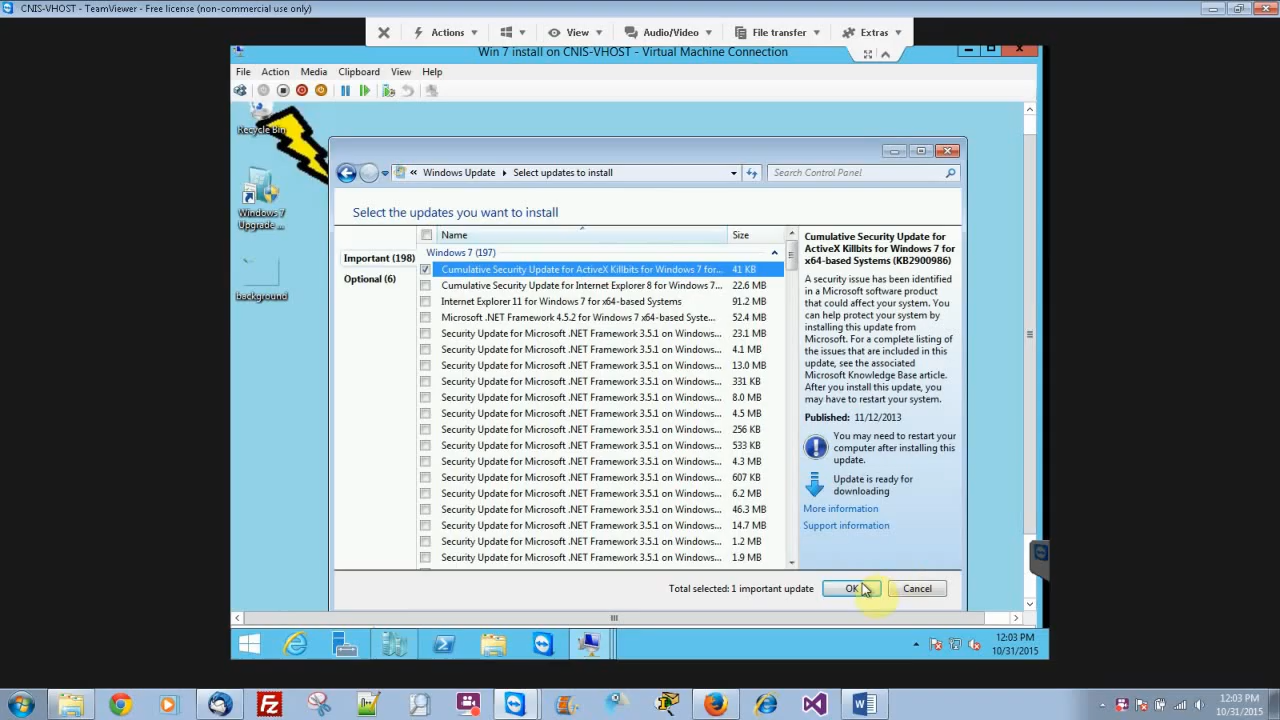 CNIS-VHOST - TeamViewer - Free license (non-commercial use only)
Actions View Audio/Video File transfer Extras
Win 7 install on CNIS-VHOST - Virtual Machine Connection
File Action Media Clipboard View Help
Recycle Bin
Windows 7
Upgrade ...
background
« Windows Update Select updates to install
Search Control Panel
Select the updates you want to install
Important (198)
Optional (6)
Name Size
Windows 7 (197)
Cumulative Security Update for ActiveX Killbits for Windows 7 for... 41 KB
Cumulative Security Update for Internet Explorer 8 for Windows 7... 22.6 MB
Internet Explorer 11 for Windows 7 for x64-based Systems 91.2 MB
Microsoft .NET Framework 4.5.2 for Windows 7 x64-based Syste... 52.4 MB
Security Update for Microsoft .NET Framework 3.5.1 on Windows... 23.1 MB
Security Update for Microsoft .NET Framework 3.5.1 on Windows... 4.1 MB
Security Update for Microsoft .NET Framework 3.5.1 on Windows... 13.0 MB
Security Update for Microsoft .NET Framework 3.5.1 on Windows... 331 KB
Security Update for Microsoft .NET Framework 3.5.1 on Windows... 8.0 MB
Security Update for Microsoft .NET Framework 3.5.1 on Windows... 4.5 MB
Security Update for Microsoft .NET Framework 3.5.1 on Windows... 256 KB
Security Update for Microsoft .NET Framework 3.5.1 on Windows... 533 KB
Security Update for Microsoft .NET Framework 3.5.1 on Windows... 4.3 MB
Security Update for Microsoft .NET Framework 3.5.1 on Windows... 607 KB
Security Update for Microsoft .NET Framework 3.5.1 on Windows... 6.2 MB
Security Update for Microsoft .NET Framework 3.5.1 on Windows... 46.3 MB
Security Update for Microsoft .NET Framework 3.5.1 on Windows... 14.7 MB
Security Update for Microsoft .NET Framework 3.5.1 on Windows... 1.2 MB
Security Update for Microsoft .NET Framework 3.5.1 on Windows... 1.9 MB
Cumulative Security Update for
ActiveX Killbits for Windows 7 for
x64-based Systems (KB2900986)
A security issue has been identified
in a Microsoft software product
that could affect your system. You
can help protect your system by
installing this update from
Microsoft. For a complete listing of
the issues that are included in this
update, see the associated
Microsoft Knowledge Base article.
After you install this update, you
may have to restart your system.
Published: 11/12/2013
You may need to restart your
computer after installing this
update.
Update is ready for
downloading
More information
Support information
Total selected: 1 important update OK Cancel
12:03 PM
10/31/2015
12:03 PM
10/31/2015